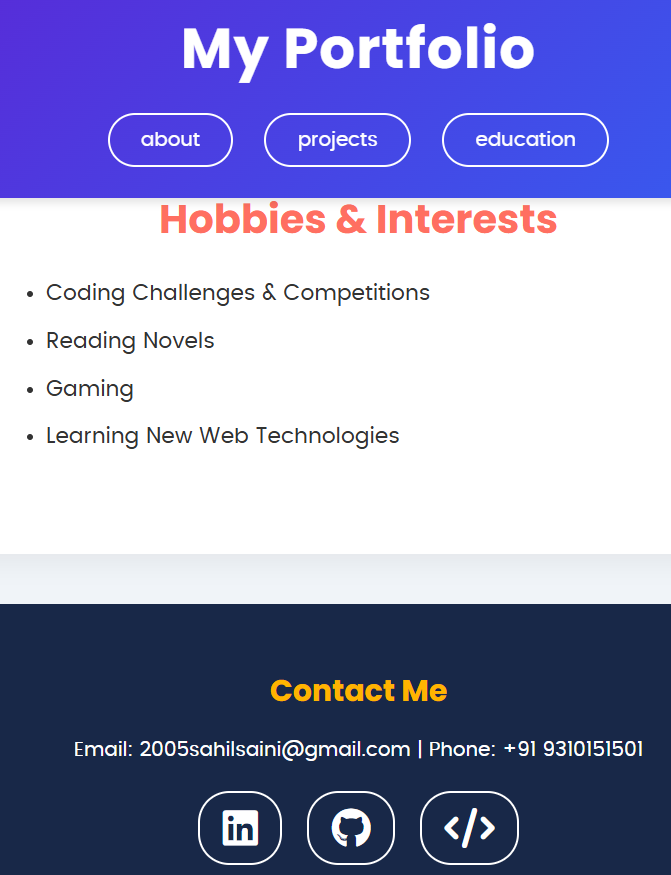 My Portfolio
about projects education
Hobbies & Interests
• Coding Challenges & Competitions
• Reading Novels
• Gaming
• Learning New Web Technologies
Contact Me
Email: 2005sahilsaini@gmail.com | Phone: +91 9310151501
in </>